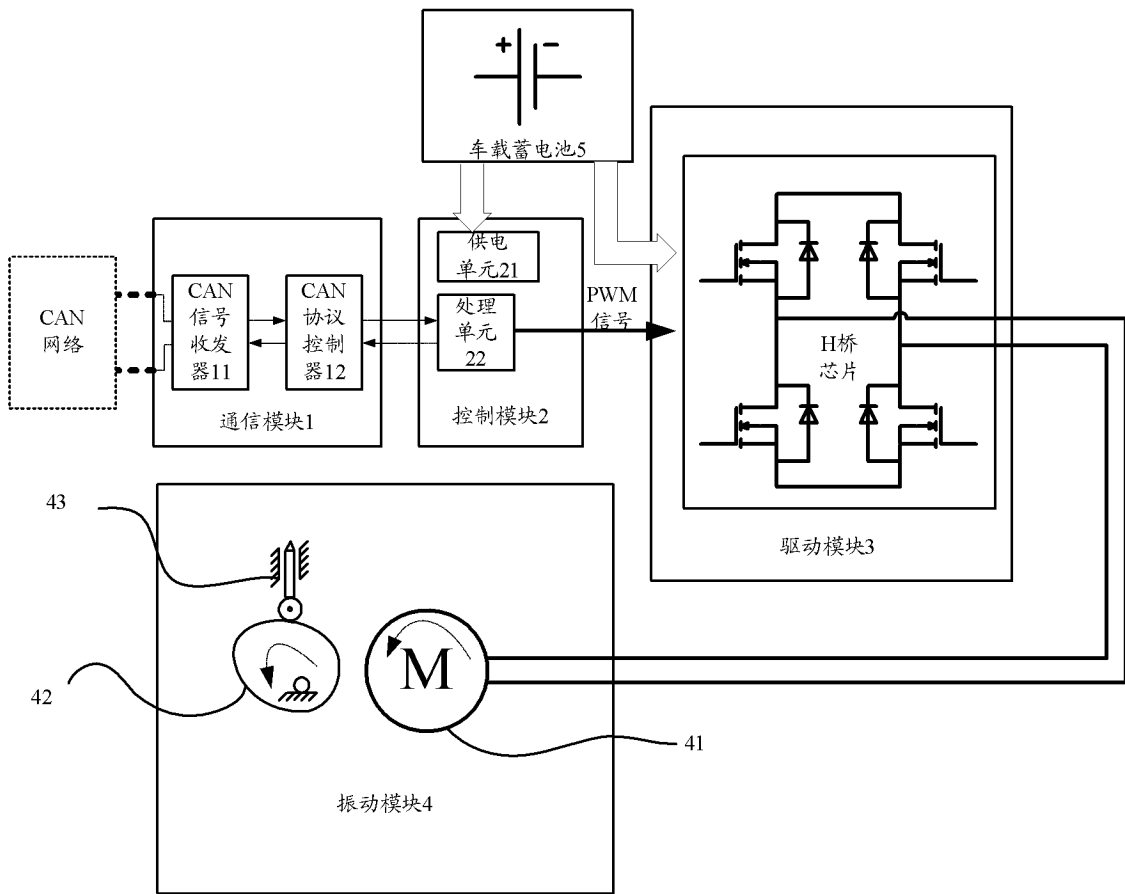 + -
车载蓄电池5
供电
单元21
CAN
网络
CAN
信号
收发
器11
CAN
协议
控制
器12
处理
单元
22
PWM
信号
H桥
芯片
通信模块1
控制模块2
驱动模块3
43
42
M
41
振动模块4